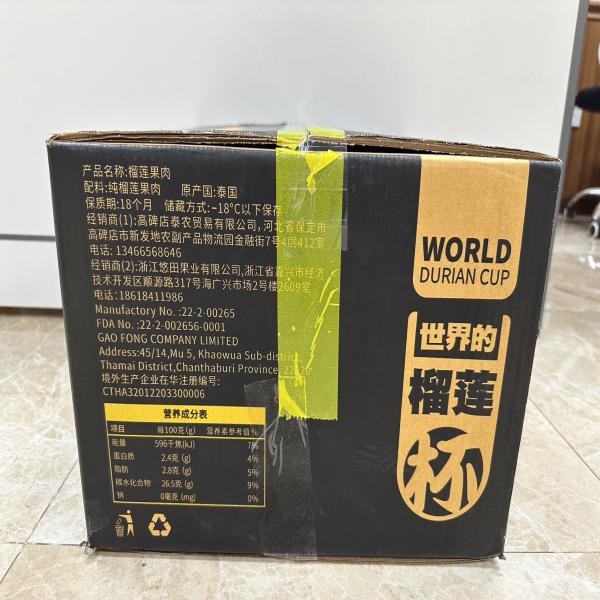 产品名称:榴莲果肉
配料:纯榴莲果肉 原产国:泰国
保质期:18个月 储藏方式:-18°C以下保存
经销商(1):高碑店泰农贸易有限公司,河北省保定市
高碑店市新发地农副产品物流园金融街7号4层412室
电话: 13466568646
经销商(2):浙江悠田果业有限公司,浙江省嘉兴市经济
技术开发区顺源路317号海广兴市场2号楼2609室
电话:18618411986
Manufactory No. :22-2-00265
FDA No. :22-2-002656-0001
GAO FONG COMPANY LIMITED
Address:45/14,Mu 5, Khaowua Sub-district,
Thamai District,Chanthaburi Province, 22120
境外生产企业在华注册编号:
CTHA32012203300006
营养成分表
项目 每100克(g) 营养素参考值%
能量 596千焦(kJ) 7%
蛋白质 2.4克 (g) 4%
脂肪 2.8克 (g) 5%
碳水化合物 26.5克 (g) 9%
钠 0毫克 (mg) 0%
WORLD
DURIAN CUP
世界的
榴莲
杯